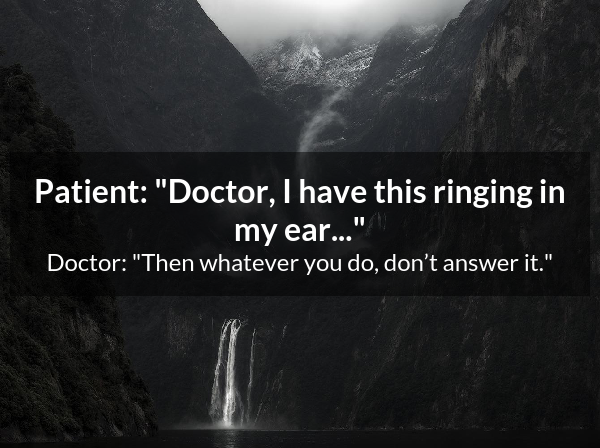 Patient: "Doctor, I have this ringing in
my ear..."
Doctor: "Then whatever you do, don’t answer it."